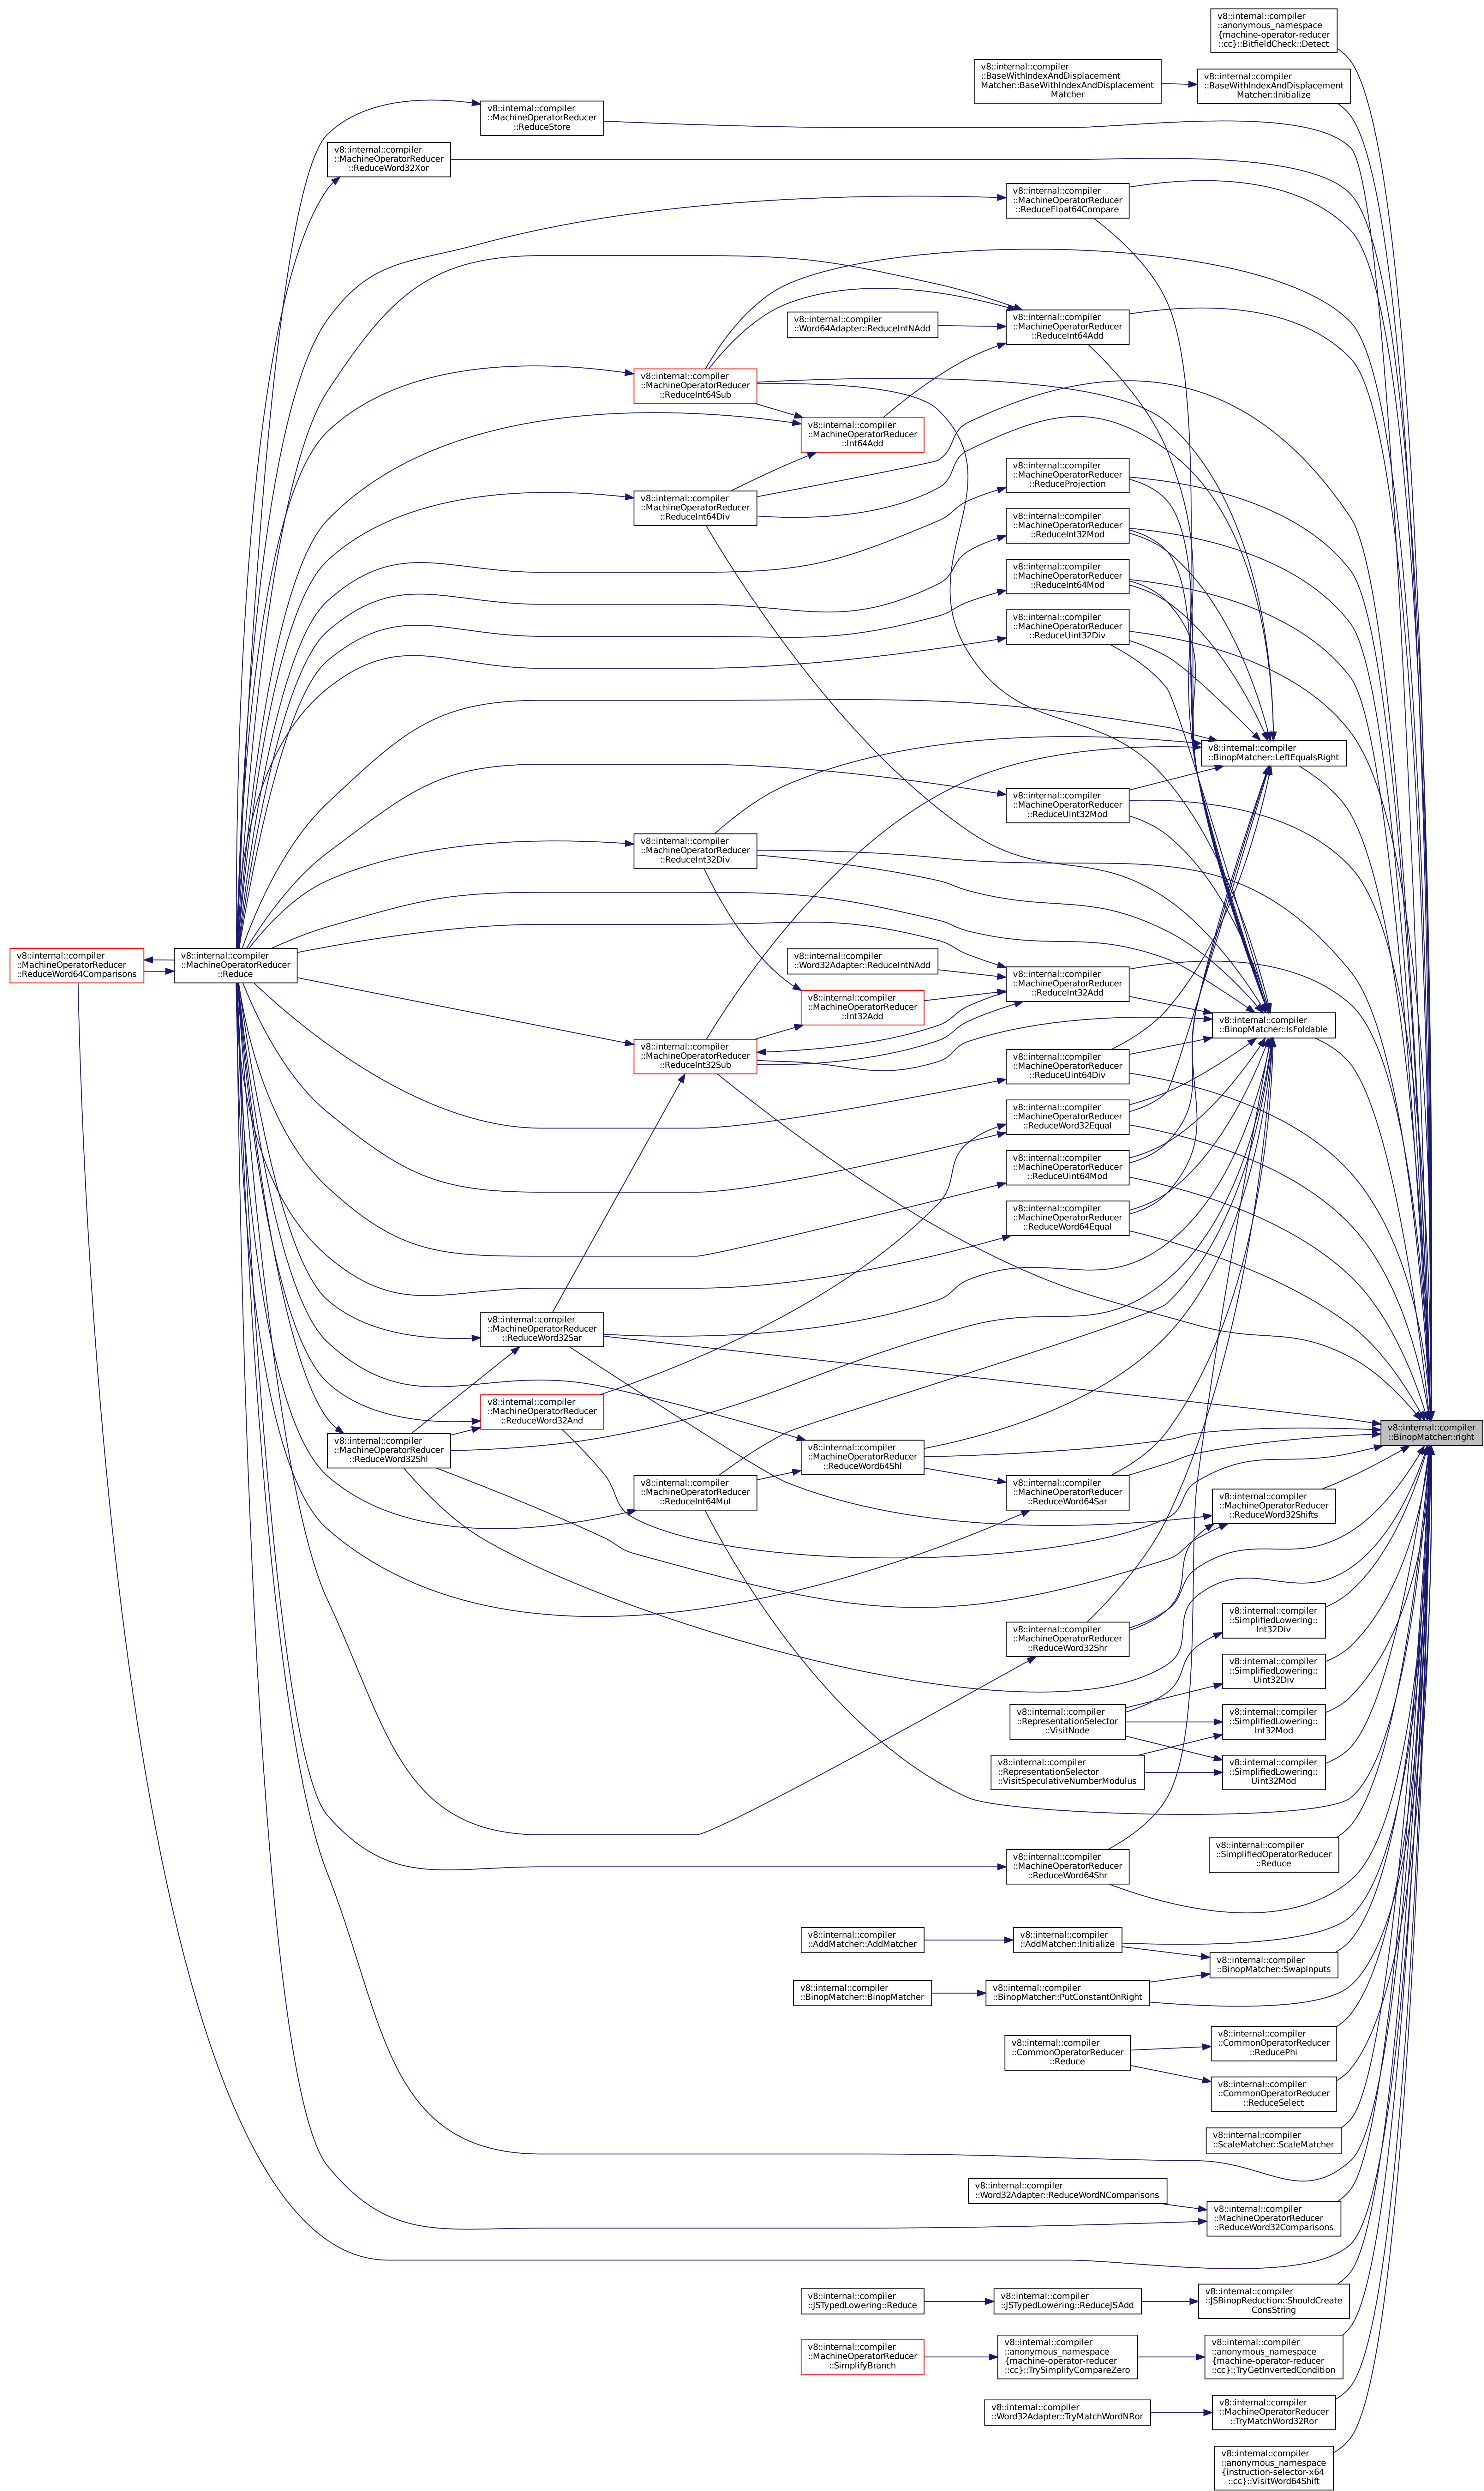 v8::internal::compiler
::anonymous_namespace
{machine-operator-reducer
::cc}::BitfieldCheck::Detect
v8::internal::compiler
::BaseWithIndexAndDisplacement
Matcher::BaseWithIndexAndDisplacement
Matcher
v8::internal::compiler
::BaseWithIndexAndDisplacement
Matcher::Initialize
v8::internal::compiler
::MachineOperatorReducer
::ReduceStore
v8::internal::compiler
::MachineOperatorReducer
::ReduceWord32Xor
v8::internal::compiler
::MachineOperatorReducer
::ReduceFloat64Compare
v8::internal::compiler
::Word64Adapter::ReduceIntNAdd
v8::internal::compiler
::MachineOperatorReducer
::ReduceInt64Add
v8::internal::compiler
::MachineOperatorReducer
::ReduceInt64Sub
v8::internal::compiler
::MachineOperatorReducer
::Int64Add
v8::internal::compiler
::MachineOperatorReducer
::ReduceProjection
v8::internal::compiler
::MachineOperatorReducer
::ReduceInt64Div
v8::internal::compiler
::MachineOperatorReducer
::ReduceInt32Mod
v8::internal::compiler
::MachineOperatorReducer
::ReduceInt64Mod
v8::internal::compiler
::MachineOperatorReducer
::ReduceUint32Div
v8::internal::compiler
::BinopMatcher::LeftEqualsRight
v8::internal::compiler
::MachineOperatorReducer
::ReduceUint32Mod
v8::internal::compiler
::MachineOperatorReducer
::ReduceInt32Div
v8::internal::compiler
::MachineOperatorReducer
::ReduceWord64Comparisons
v8::internal::compiler
::MachineOperatorReducer
::Reduce
v8::internal::compiler
::Word32Adapter::ReduceIntNAdd
v8::internal::compiler
::MachineOperatorReducer
::ReduceInt32Add
v8::internal::compiler
::MachineOperatorReducer
::Int32Add
v8::internal::compiler
::BinopMatcher::IsFoldable
v8::internal::compiler
::MachineOperatorReducer
::ReduceInt32Sub
v8::internal::compiler
::MachineOperatorReducer
::ReduceUint64Div
v8::internal::compiler
::MachineOperatorReducer
::ReduceWord32Equal
v8::internal::compiler
::MachineOperatorReducer
::ReduceUint64Mod
v8::internal::compiler
::MachineOperatorReducer
::ReduceWord64Equal
v8::internal::compiler
::MachineOperatorReducer
::ReduceWord32Sar
v8::internal::compiler
::MachineOperatorReducer
::ReduceWord32And
v8::internal::compiler
::BinopMatcher::right
v8::internal::compiler
::MachineOperatorReducer
::ReduceWord32Shl
v8::internal::compiler
::MachineOperatorReducer
::ReduceWord64Shl
v8::internal::compiler
::MachineOperatorReducer
::ReduceInt64Mul
v8::internal::compiler
::MachineOperatorReducer
::ReduceWord64Sar
v8::internal::compiler
::MachineOperatorReducer
::ReduceWord32Shifts
v8::internal::compiler
::SimplifiedLowering::
Int32Div
v8::internal::compiler
::MachineOperatorReducer
::ReduceWord32Shr
v8::internal::compiler
::SimplifiedLowering::
Uint32Div
v8::internal::compiler
::RepresentationSelector
::VisitNode
v8::internal::compiler
::SimplifiedLowering::
Int32Mod
v8::internal::compiler
::RepresentationSelector
::VisitSpeculativeNumberModulus
v8::internal::compiler
::SimplifiedLowering::
Uint32Mod
v8::internal::compiler
::SimplifiedOperatorReducer
::Reduce
v8::internal::compiler
::MachineOperatorReducer
::ReduceWord64Shr
v8::internal::compiler
::AddMatcher::AddMatcher
v8::internal::compiler
::AddMatcher::Initialize
v8::internal::compiler
::BinopMatcher::SwapInputs
v8::internal::compiler
::BinopMatcher::BinopMatcher
v8::internal::compiler
::BinopMatcher::PutConstantOnRight
v8::internal::compiler
::CommonOperatorReducer
::Reduce
v8::internal::compiler
::CommonOperatorReducer
::ReducePhi
v8::internal::compiler
::CommonOperatorReducer
::ReduceSelect
v8::internal::compiler
::ScaleMatcher::ScaleMatcher
v8::internal::compiler
::Word32Adapter::ReduceWordNComparisons
v8::internal::compiler
::MachineOperatorReducer
::ReduceWord32Comparisons
v8::internal::compiler
::JSTypedLowering::Reduce
v8::internal::compiler
::JSTypedLowering::ReduceJSAdd
v8::internal::compiler
::JSBinopReduction::ShouldCreate
ConsString
v8::internal::compiler
::MachineOperatorReducer
::SimplifyBranch
v8::internal::compiler
::anonymous_namespace
{machine-operator-reducer
::cc}::TrySimplifyCompareZero
v8::internal::compiler
::anonymous_namespace
{machine-operator-reducer
::cc}::TryGetInvertedCondition
v8::internal::compiler
::Word32Adapter::TryMatchWordNRor
v8::internal::compiler
::MachineOperatorReducer
::TryMatchWord32Ror
v8::internal::compiler
::anonymous_namespace
{instruction-selector-x64
::cc}::VisitWord64Shift